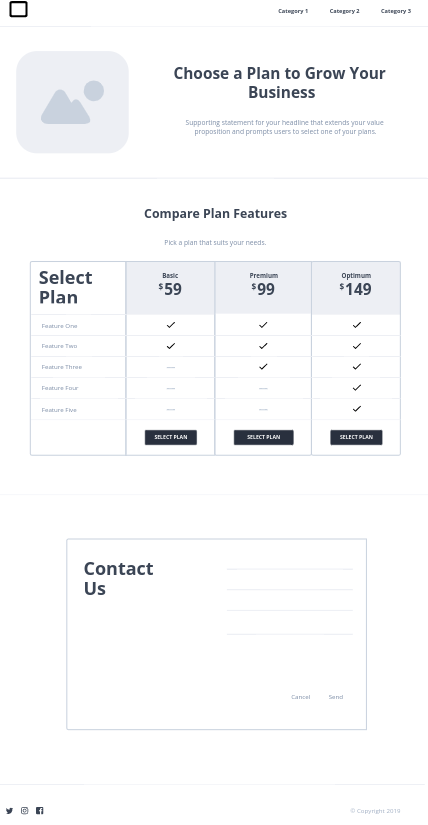 Category 1 Category 2 Category 3
Choose a Plan to Grow Your
Business
Supporting statement for your headline that extends your value
proposition and prompts users to select one of your plans.
Compare Plan Features
Pick a plan that suits your needs.
Select
Plan
Basic
$59
Premium
$99
Optimum
$149
Feature One
Feature Two
Feature Three
Feature Four
Feature Five
SELECT PLAN SELECT PLAN SELECT PLAN
Contact
Us
Cancel Send
© Copyright 2019